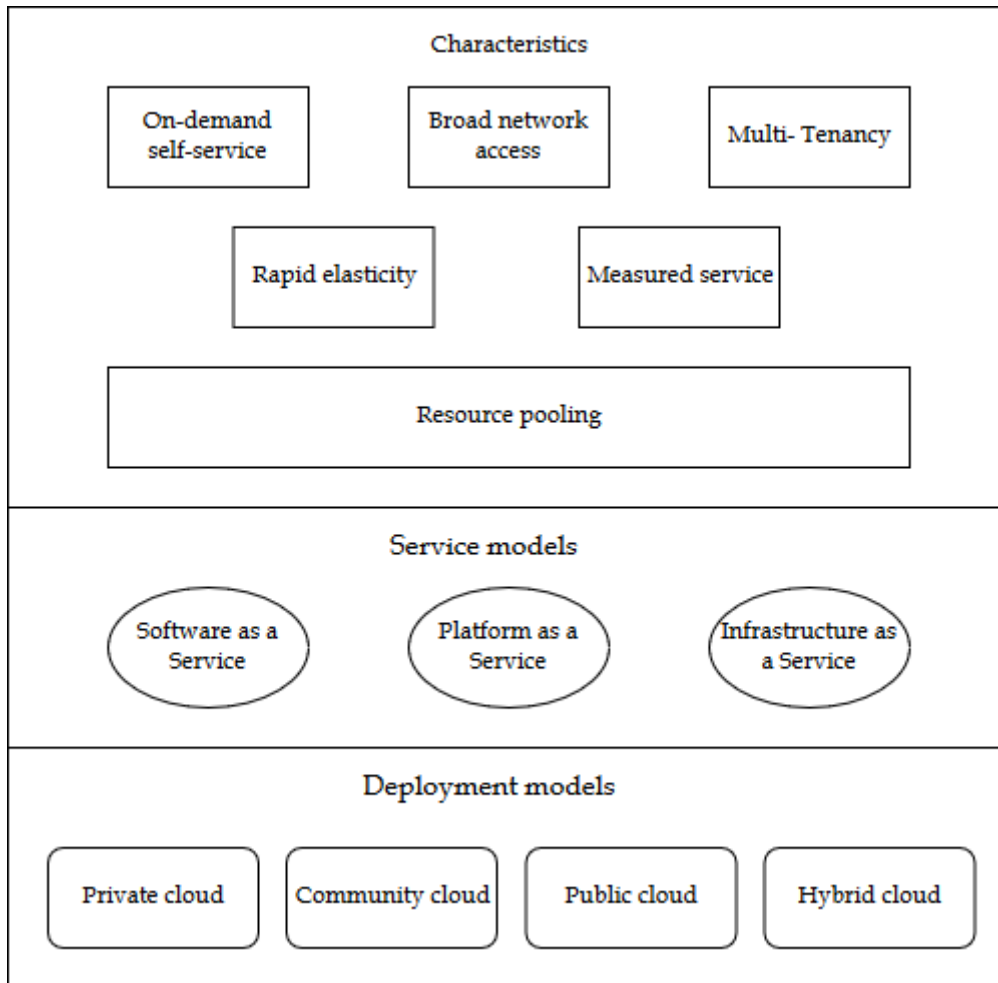 Characteristics
On-demand
self-service
Broad network
access
Multi- Tenancy
Rapid elasticity
Measured service
Resource pooling
Service models
Software as a
Service
Platform as a
Service
Infrastructure as
a Service
Deployment models
Private cloud
Community cloud
Public cloud
Hybrid cloud